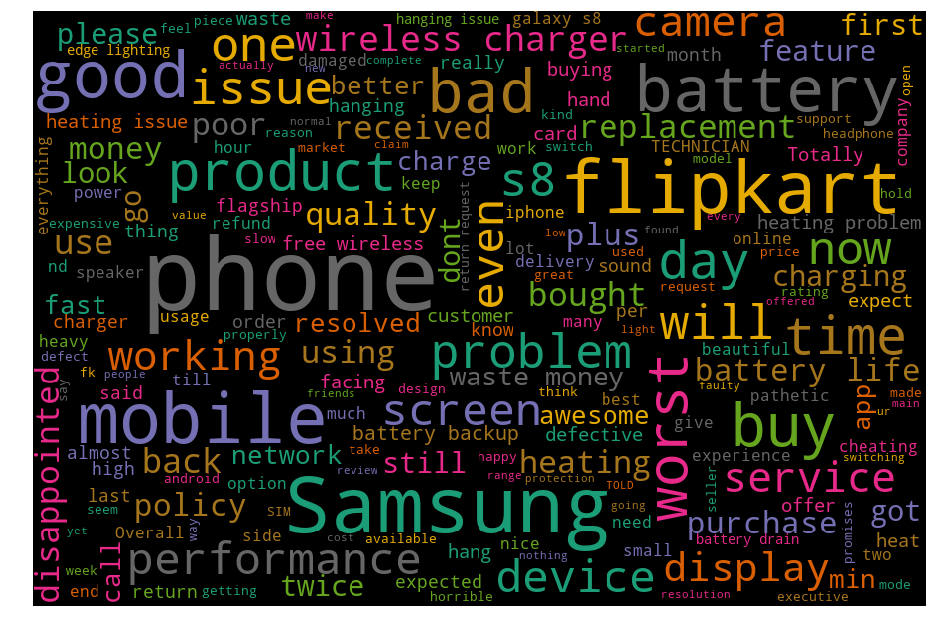 please
feel
piece
waste
hanging issue
galaxy s8
camera
first
edge lighting
one
wireless charger
started
feature
actually
damaged
complete
really
month
good
issue
new
make
better
bad
buying
battery
open
hanging
hand
heating issue
poor
received
kind
card
replacement
support
headphone
company
normal
reason
everything
money
hour
market
claim
charge
work
switch
TECHNICIAN
model
Totally
look
product
keep
s8
flipkart
hold
power
go
flagship
quality
iphone
every
value
expensive
thing
refund
even
plus
low
found
heating problem
use
slow
free wireless
dont
return request
lot
delivery
sound
day
online
price
now
nd
speaker
phone
great
used
request
charging
rating
fast
usage
bought
offered
expect
charger
order
resolved
customer
know
many
per
light
will
time
heavy
properly
defect
working
using
problem
beautiful
fk
people
till
facing
waste money
worst
battery life
disappointed
say
said
friends
design
think
best
faulty
pathetic
app
made
main
ur
mobile
much
screen
awesome
give
buy
almost
high
back
network
battery backup
defective
take
still
happy
heating
experience
cheating
switching
android
review
range
protection
option
TOLD
seller
service
last
seem
policy
SIM
Samsung
going
need
offer
purchase
got
yet
Overall
way
side
cost
available
hang
nice
small
battery drain
promises
heat
call
performance
nothing
two
week
end
return
getting
twice
expected
horrible
device
display
min
mode
resolution
executive